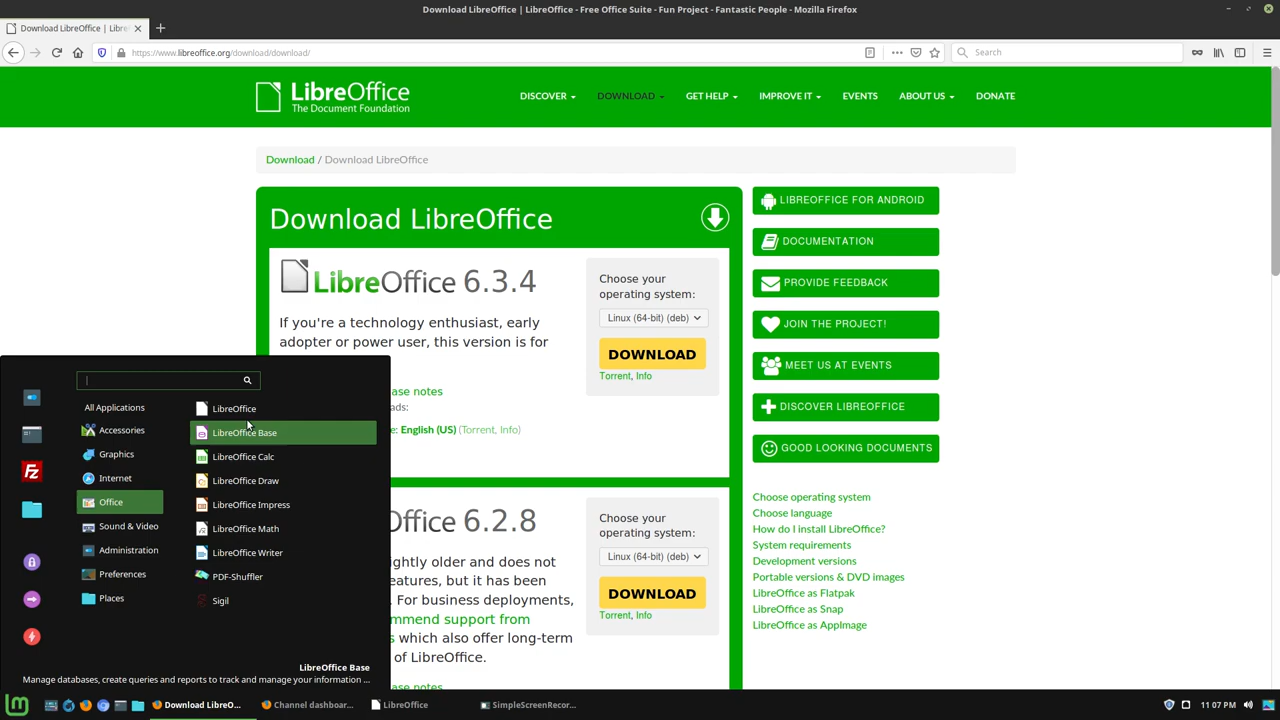 Download LibreOffice | LibreOffice - Free Office Suite - Fun Project - Fantastic People - Mozilla Firefox
Download LibreOffice | Libre
https://www.libreoffice.org/download/download/
Search
LibreOffice
The Document Foundation
DISCOVER
DOWNLOAD
GET HELP
IMPROVE IT
EVENTS
ABOUT US
DONATE
Download / Download LibreOffice
Download LibreOffice
LibreOffice 6.3.4
If you're a technology enthusiast, early
adopter or power user, this version is for
ase notes
ads:
e: English (US) (Torrent, Info)
Choose your
operating system:
Linux (64-bit) (deb)
DOWNLOAD
Torrent, Info
Office 6.2.8
ghtly older and does not
eatures, but it has been
. For business deployments,
mmend support from
s which also offer long-term
of LibreOffice.
ase notes
Choose your
operating system:
Linux (64-bit) (deb)
DOWNLOAD
Torrent, Info
LIBREOFFICE FOR ANDROID
DOCUMENTATION
PROVIDE FEEDBACK
JOIN THE PROJECT!
MEET US AT EVENTS
DISCOVER LIBREOFFICE
GOOD LOOKING DOCUMENTS
Choose operating system
Choose language
How do I install LibreOffice?
System requirements
Development versions
Portable versions & DVD images
LibreOffice as Flatpak
LibreOffice as Snap
LibreOffice as AppImage
All Applications
Accessories
Graphics
Internet
Office
Sound & Video
Administration
Preferences
Places
LibreOffice
LibreOffice Base
LibreOffice Calc
LibreOffice Draw
LibreOffice Impress
LibreOffice Math
LibreOffice Writer
PDF-Shuffler
Sigil
LibreOffice Base
Manage databases, create queries and reports to track and manage your information ...
Fz
Download LibreO...
Channel dashboar...
LibreOffice
SimpleScreenRecor...
11:07 PM